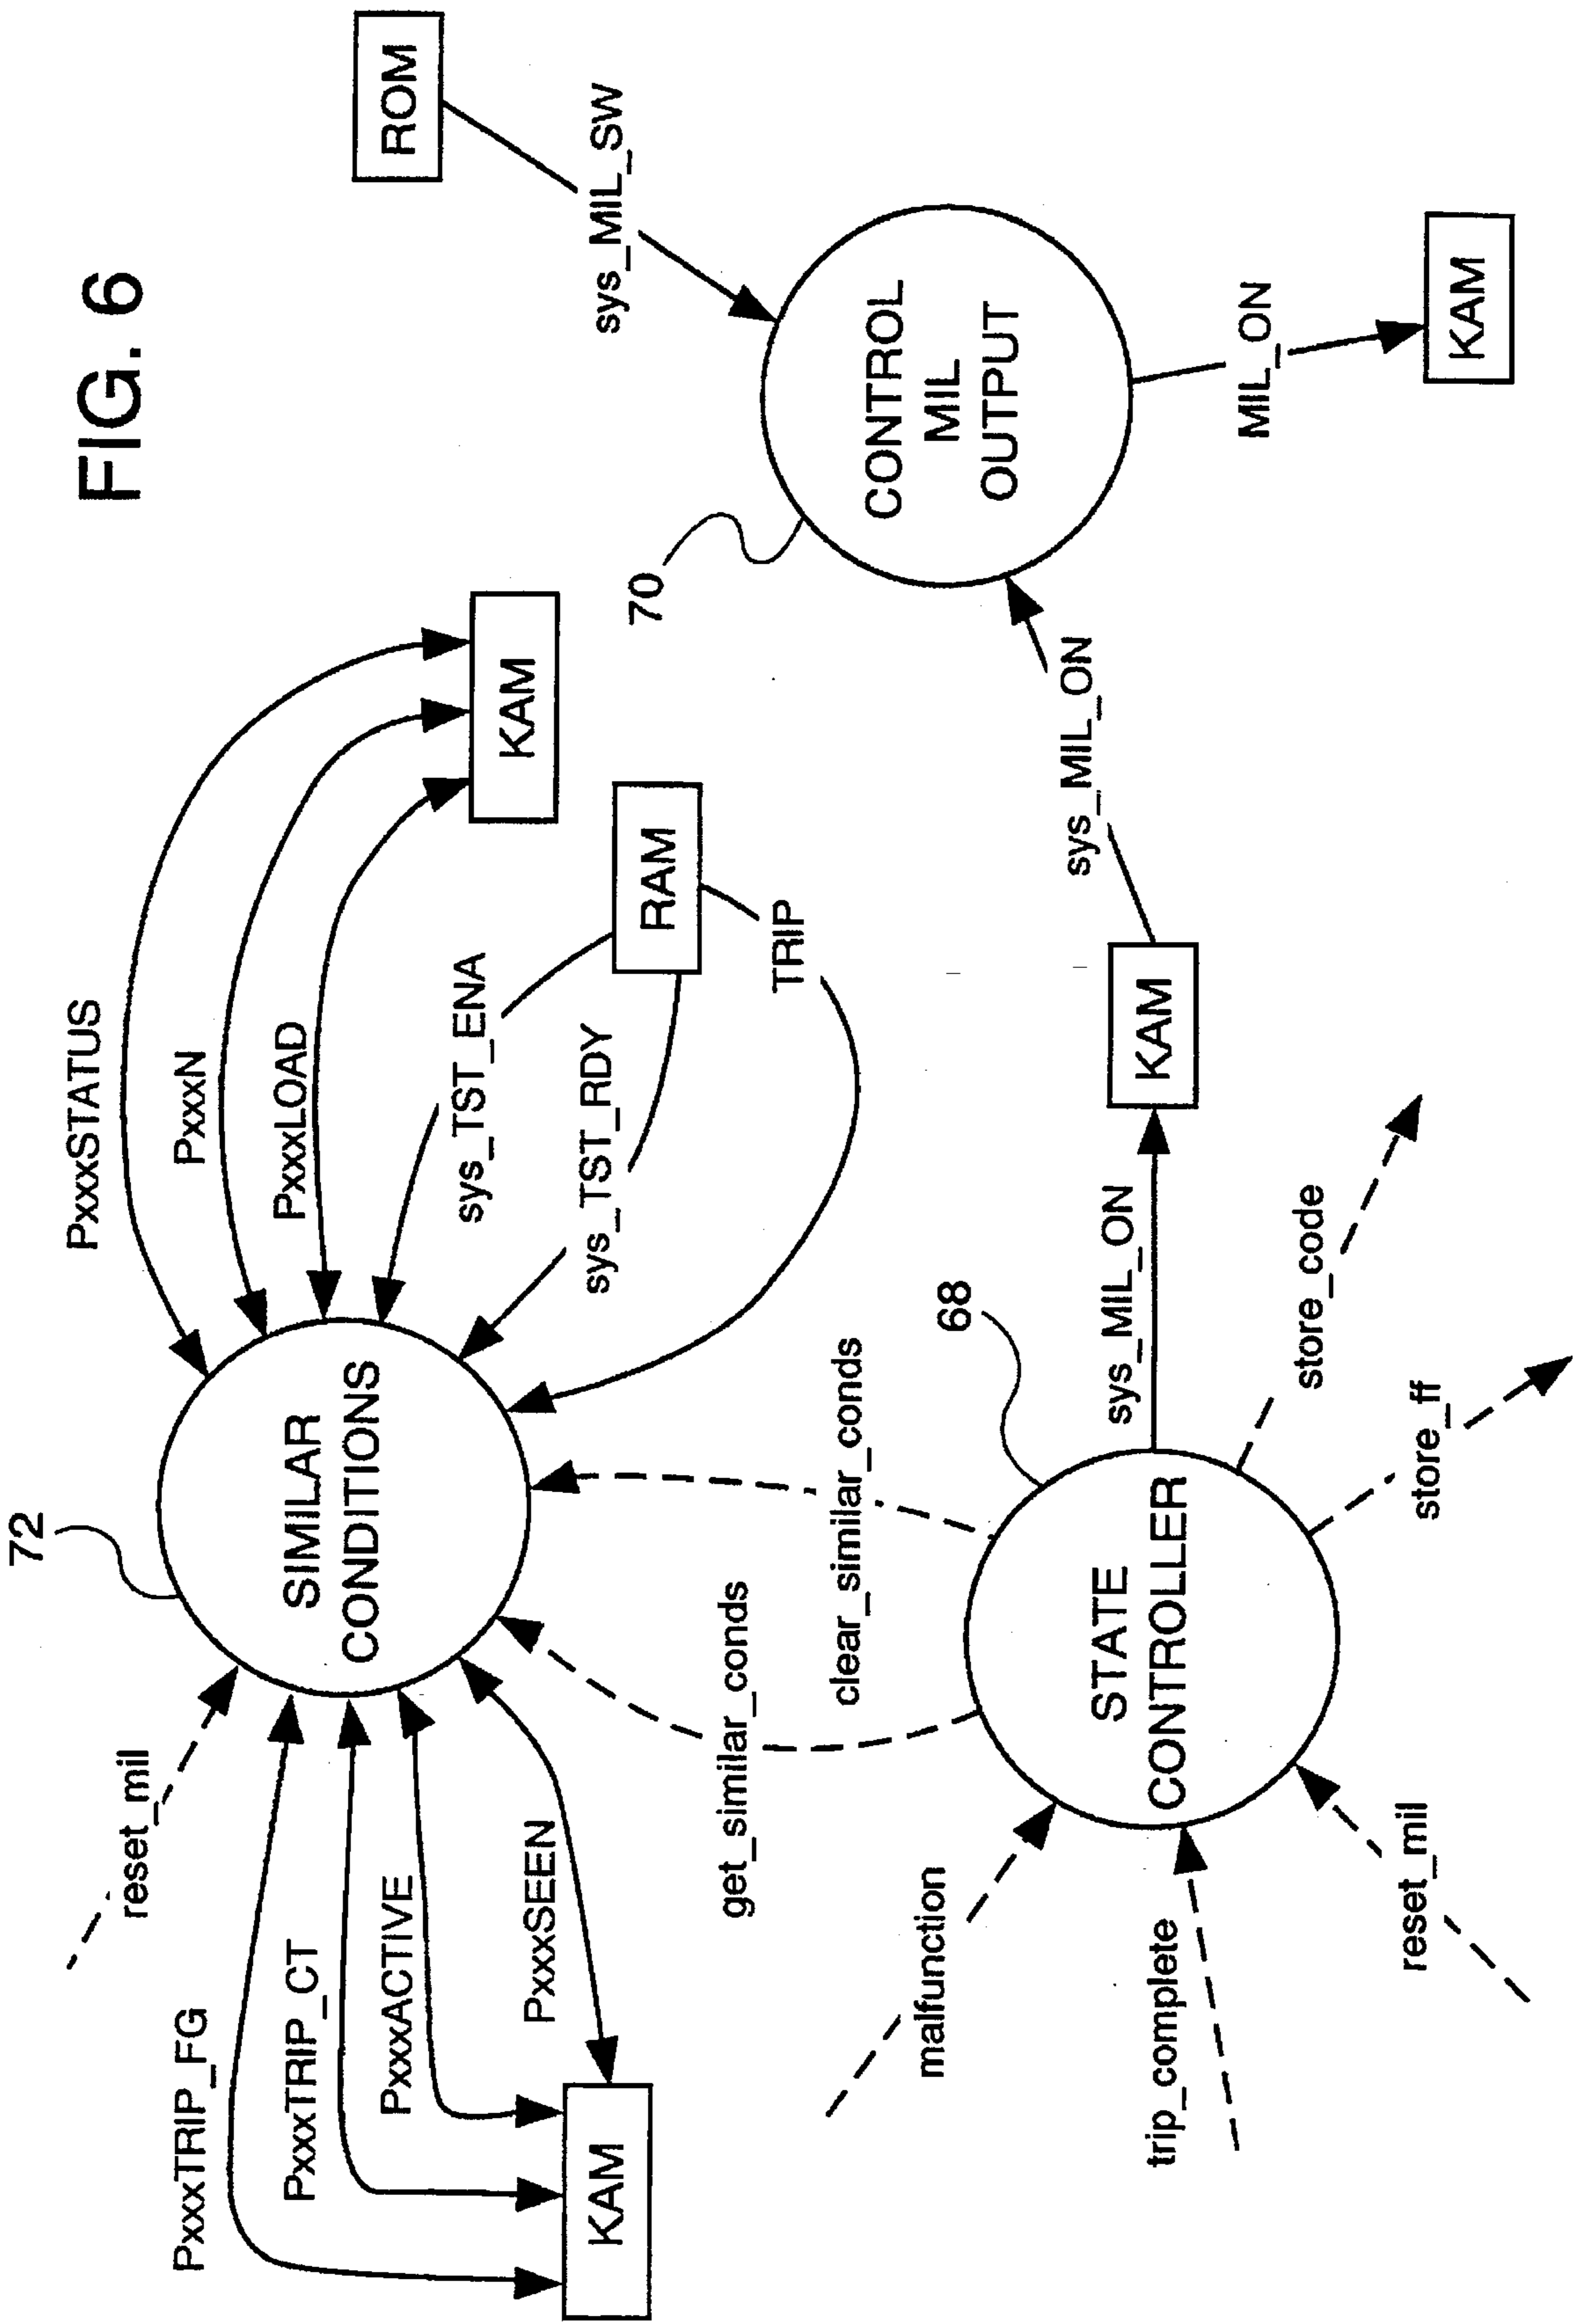 FIG. 6
72
reset_mil
PxxxTRIP_FG
PxxxTRIP_CT
PxxxACTIVE
PxxxSEEN
KAM
SIMILAR
CONDITIONS
PxxxSTATUS
PxxxN
PxxxLOAD
KAM
sys_TST_ENA
sys_TST_RDY
RAM
TRIP
get_similar_conds
clear_similar_conds
malfunction
trip_complete
reset_mil
STATE
CONTROLLER
68
sys_MIL_ON
KAM
store_code
store_ff
sys_MIL_ON
70
CONTROL
MIL
OUTPUT
ROM
sys_MIL_SW
MIL_ON
KAM